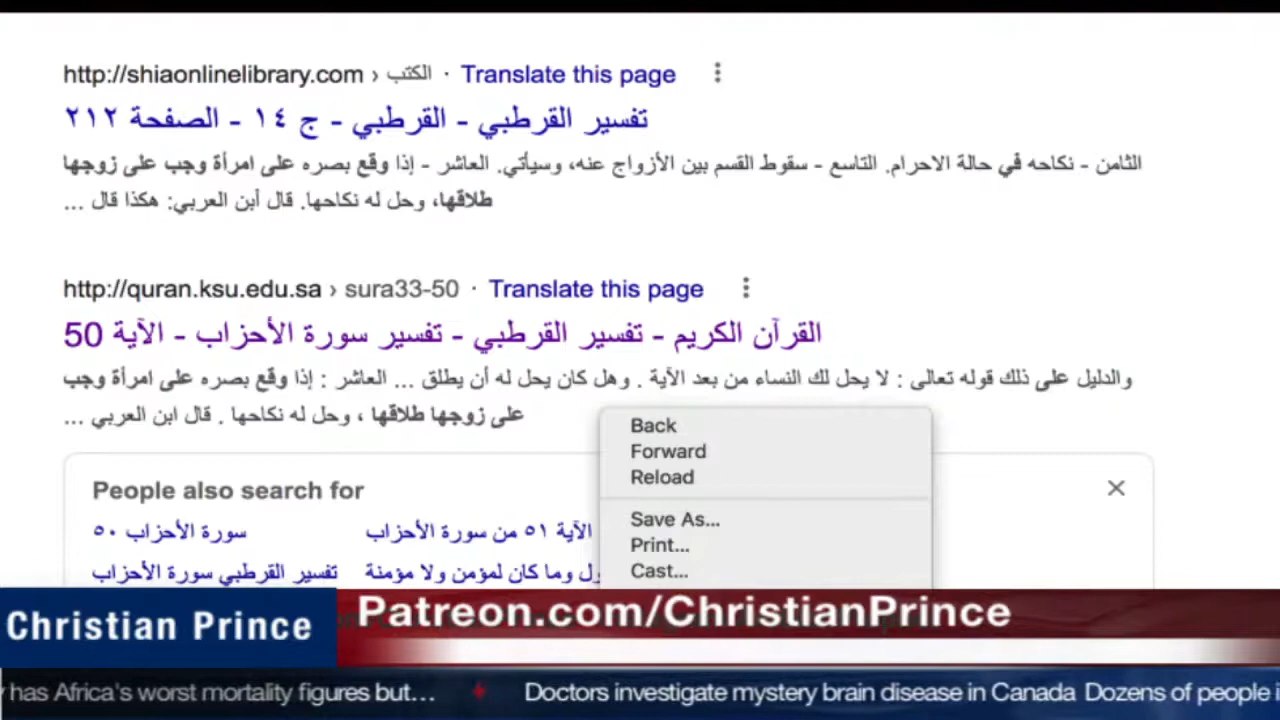 http://shiaonlinelibrary.com › الكتب · Translate this page
تفسير القرطبي - القرطبي - ج ١٤ - الصفحة ٢١٢
الثامن - نكاحه في حالة الاحرام. التاسع - سقوط القسم بين الأزواج عنه، وسيأتي. العاشر - إذا وقع بصره على امرأة وجب على زوجها
طلاقها، وحل له نكاحها. قال أبن العربي: هكذا قال ...
http://quran.ksu.edu.sa › sura33-50 · Translate this page
القرآن الكريم - تفسير القرطبي - تفسير سورة الأحزاب - الآية 50
والدليل على ذلك قوله تعالى : لا يحل لك النساء من بعد الآية . وهل كان يحل له أن يطلق ... العاشر : إذا وقع بصره على امرأة وجب
على زوجها طلاقها ، وحل له نكاحها . قال ابن العربي ...
Back
Forward
Reload
Save As...
Print...
Cast...
People also search for
سورة الأحزاب ٥٠
الآية ٥١ من سورة الأحزاب
تفسير القرطبي سورة الأحزاب
ول وما كان لمؤمن ولا مؤمنة
Christian Prince
Patreon.com/ChristianPrince
has Africa's worst mortality figures but... Doctors investigate mystery brain disease in Canada Dozens of people